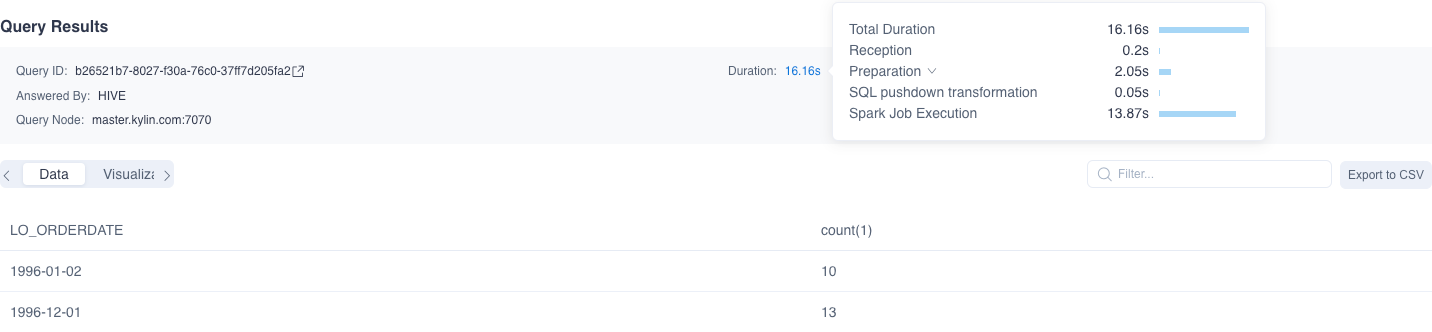 Query Results
Query ID: b26521b7-8027-f30a-76c0-37ff7d205fa2
Duration: 16.16s
Answered By: HIVE
Query Node: master.kylin.com:7070
Total Duration 16.16s
Reception 0.2s
Preparation 2.05s
SQL pushdown transformation 0.05s
Spark Job Execution 13.87s
Data Visualiza
Filter...
Export to CSV
LO_ORDERDATE count(1)
1996-01-02 10
1996-12-01 13